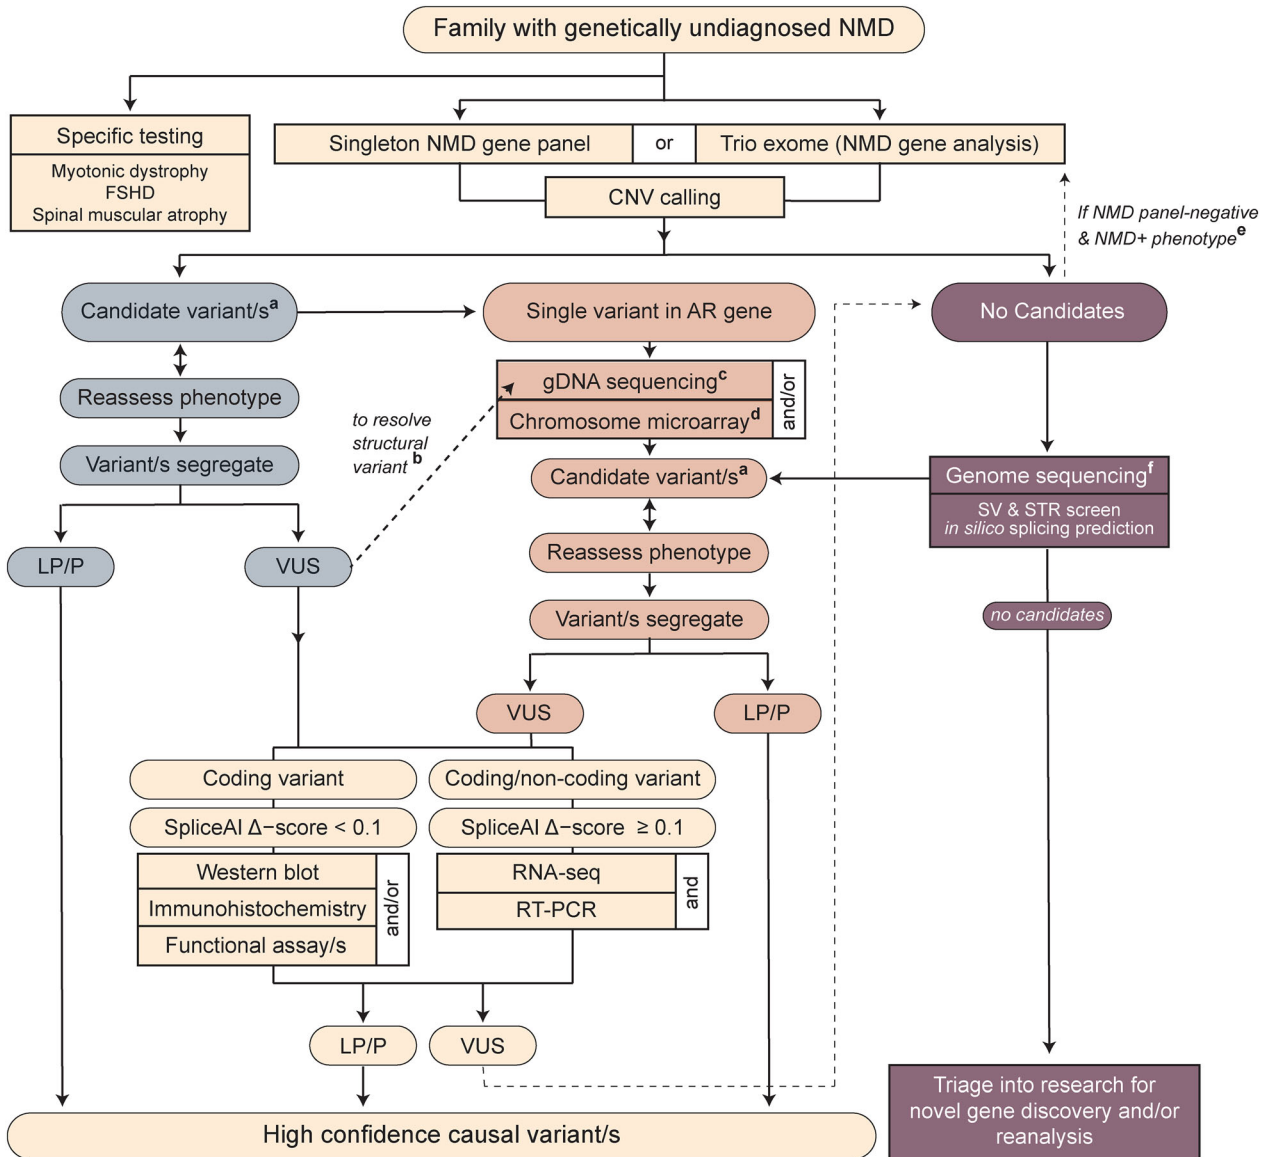 Family with genetically undiagnosed NMD
Specific testing
Myotonic dystrophy
FSHD
Spinal muscular atrophy
Singleton NMD gene panel
or
Trio exome (NMD gene analysis)
CNV calling
If NMD panel-negative
& NMD+ phenotypeᵉ
Candidate variant/sᵃ
Single variant in AR gene
No Candidates
Reassess phenotype
Variant/s segregate
LP/P
VUS
to resolve
structural
variant ᵇ
gDNA sequencingᶜ
Chromosome microarrayᵈ
and/or
Candidate variant/sᵃ
Reassess phenotype
Variant/s segregate
VUS
LP/P
Genome sequencingᶠ
SV & STR screen
in silico splicing prediction
no candidates
Coding variant
SpliceAI Δ−score < 0.1
Western blot
Immunohistochemistry
Functional assay/s
and/or
Coding/non-coding variant
SpliceAI Δ−score ≥ 0.1
RNA-seq
RT-PCR
and
LP/P
VUS
High confidence causal variant/s
Triage into research for
novel gene discovery and/or
reanalysis